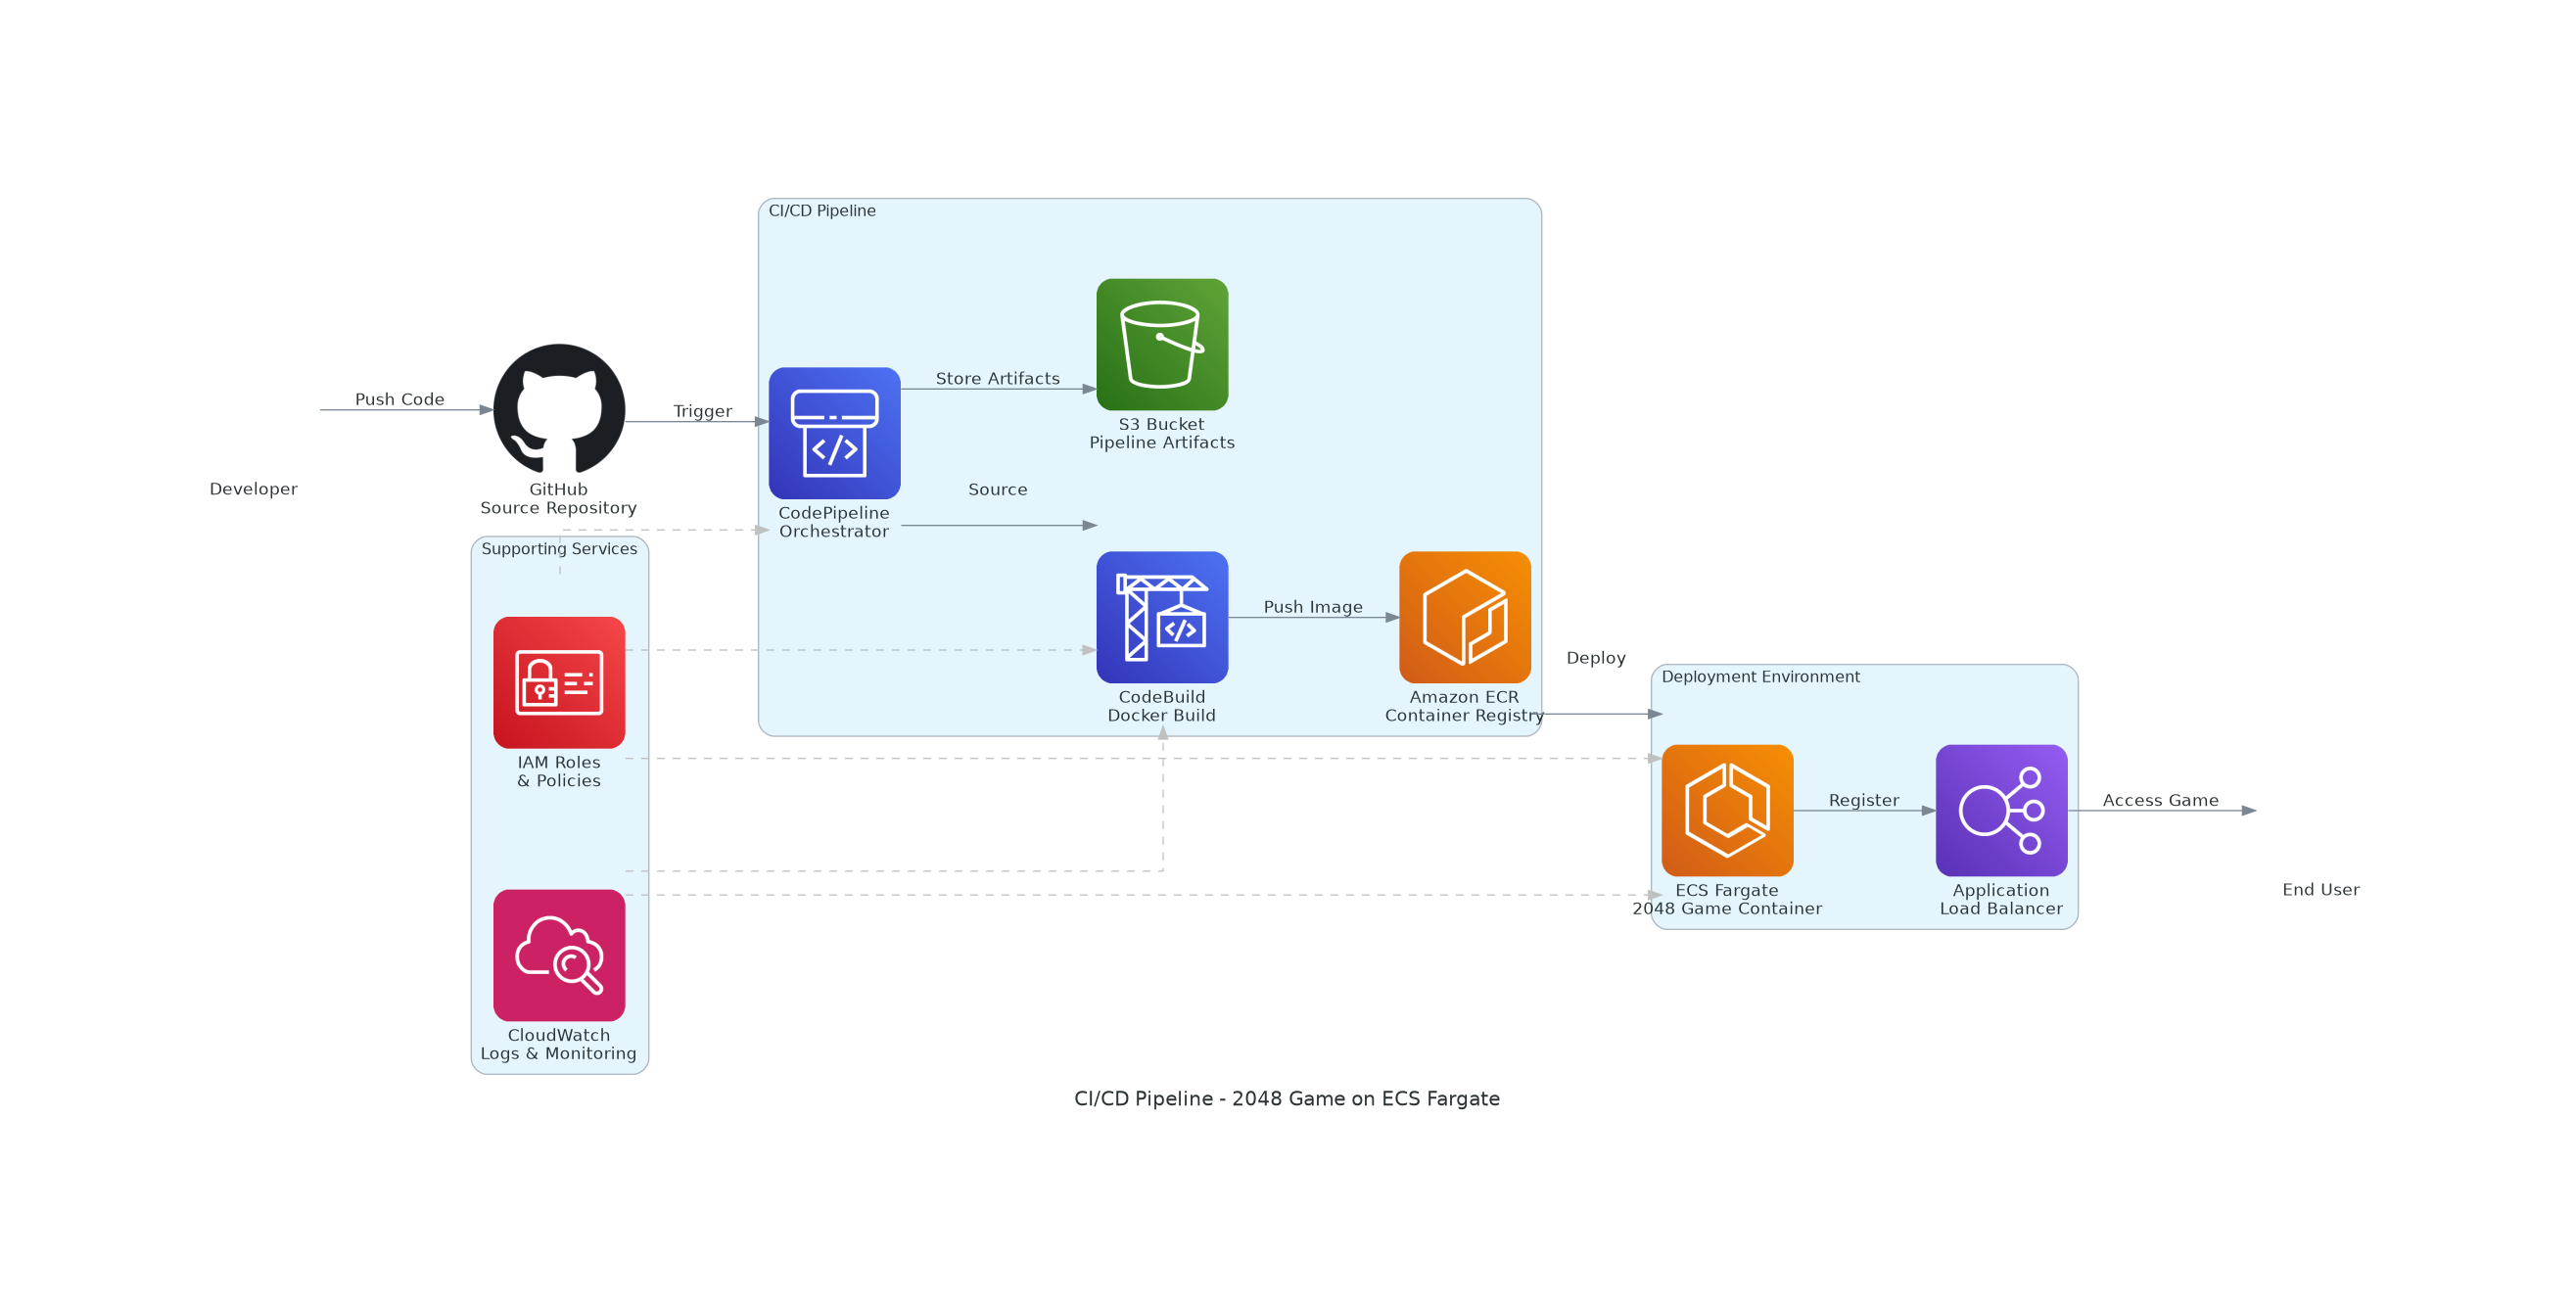 CI/CD Pipeline
Push Code
Developer
GitHub
Source Repository
Trigger
CodePipeline
Orchestrator
Store Artifacts
S3 Bucket
Pipeline Artifacts
Source
CodeBuild
Docker Build
Push Image
Amazon ECR
Container Registry
Deploy
Supporting Services
IAM Roles
& Policies
CloudWatch
Logs & Monitoring
Deployment Environment
ECS Fargate
2048 Game Container
Register
Application
Load Balancer
Access Game
End User
CI/CD Pipeline - 2048 Game on ECS Fargate